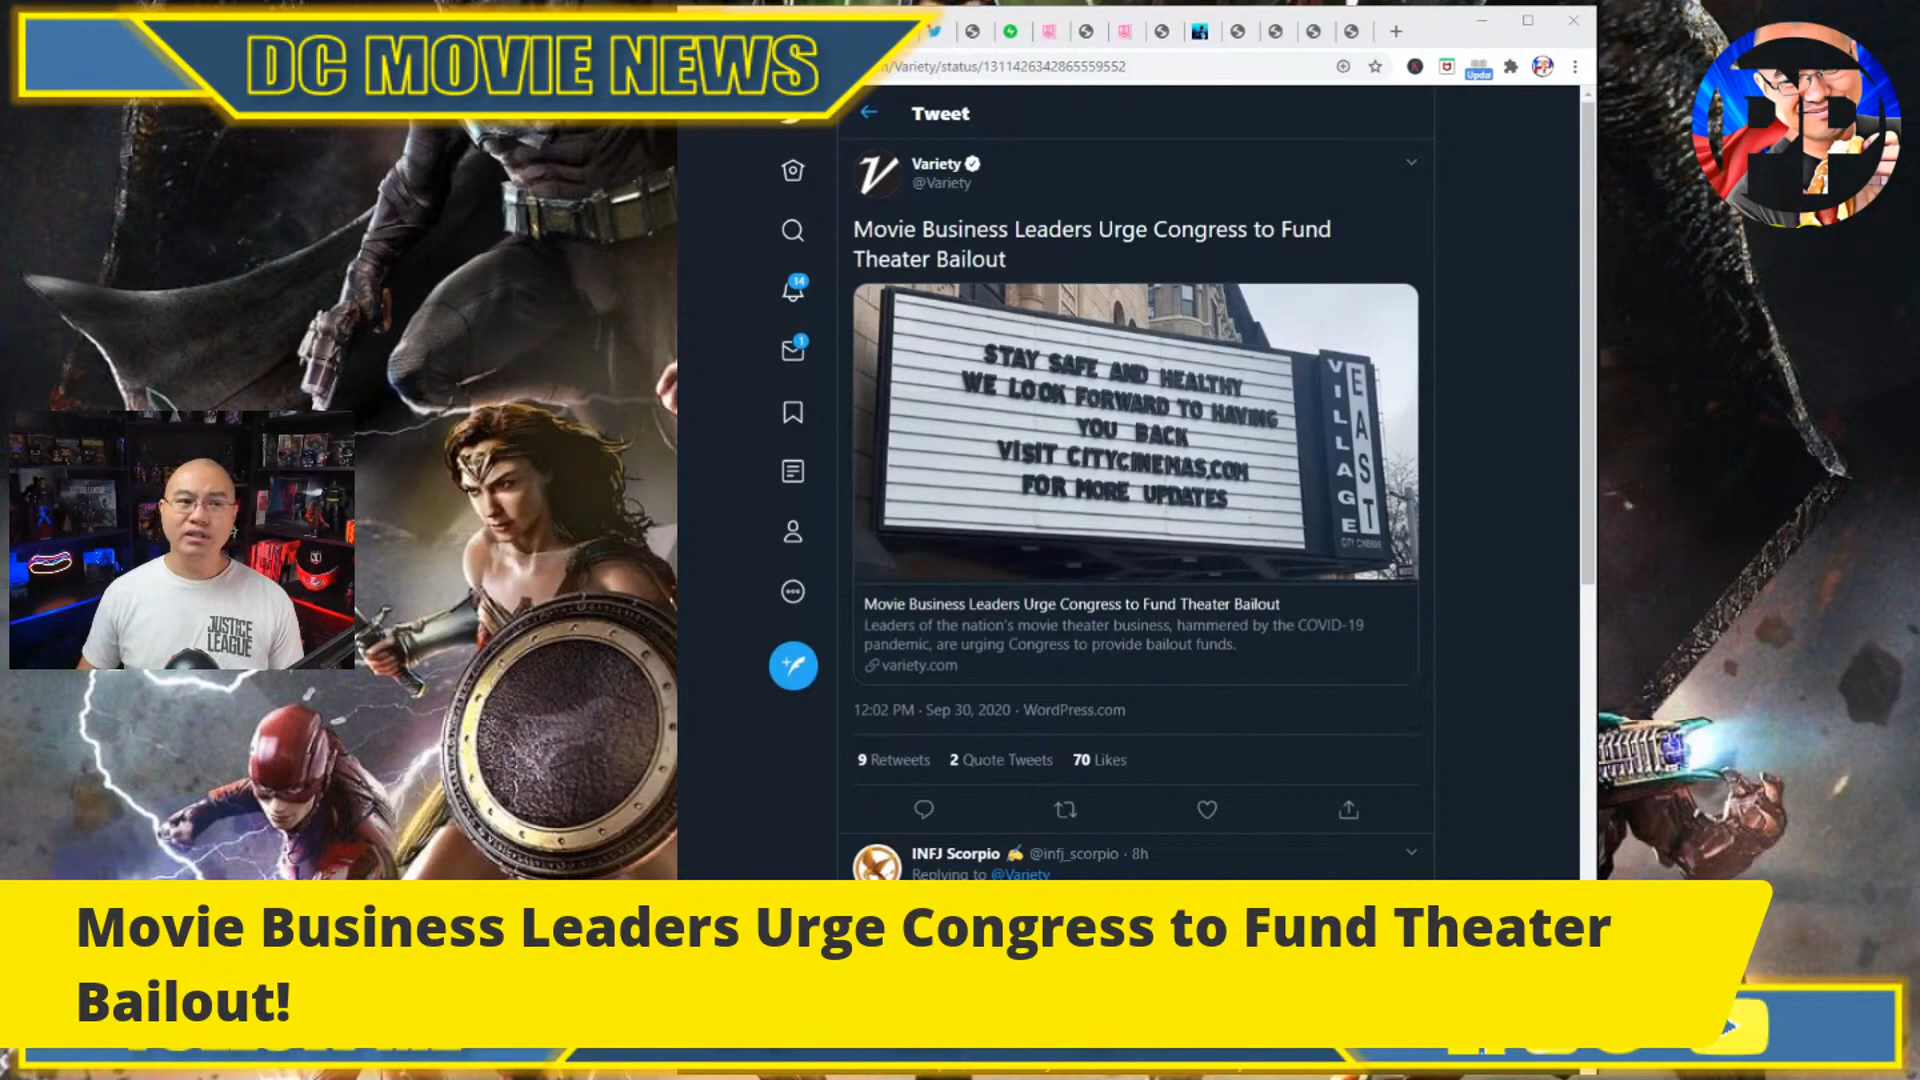 DC MOVIE NEWS
/Variety/status/1311426342865559552
Updat
Tweet
Variety
@Variety
Movie Business Leaders Urge Congress to Fund
Theater Bailout
14
1
STAY SAFE AND HEALTHY
WE LOOK FORWARD TO HAVING
YOU BACK
VISIT CITYCINEMAS.COM
FOR MORE UPDATES
VILLAGE
EAST
CITY CINEMAS
Movie Business Leaders Urge Congress to Fund Theater Bailout
Leaders of the nation's movie theater business, hammered by the COVID-19
pandemic, are urging Congress to provide bailout funds.
variety.com
12:02 PM · Sep 30, 2020 · WordPress.com
9 Retweets 2 Quote Tweets 70 Likes
INFJ Scorpio ✍ @infj_scorpio · 8h
Replying to @Variety
JUSTICE
LEAGUE
Movie Business Leaders Urge Congress to Fund Theater
Bailout!